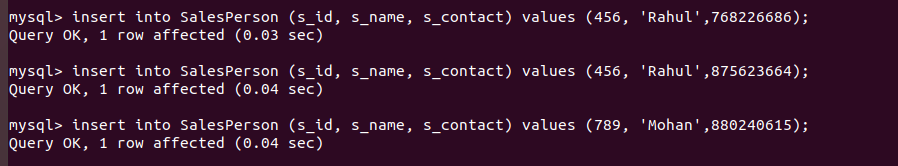 mysql> insert into SalesPerson (s_id, s_name, s_contact) values (456, 'Rahul',768226686);
Query OK, 1 row affected (0.03 sec)
mysql> insert into SalesPerson (s_id, s_name, s_contact) values (456, 'Rahul',875623664);
Query OK, 1 row affected (0.04 sec)
mysql> insert into SalesPerson (s_id, s_name, s_contact) values (789, 'Mohan',880240615);
Query OK, 1 row affected (0.04 sec)